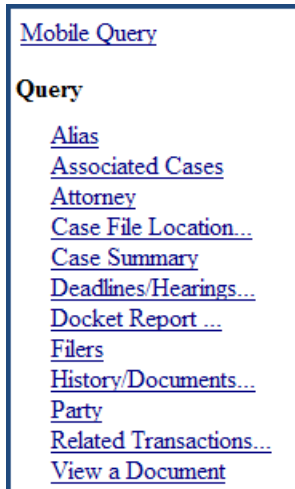 Mobile Query
Query
Alias
Associated Cases
Attorney
Case File Location...
Case Summary
Deadlines/Hearings...
Docket Report ...
Filers
History/Documents...
Party
Related Transactions...
View a Document